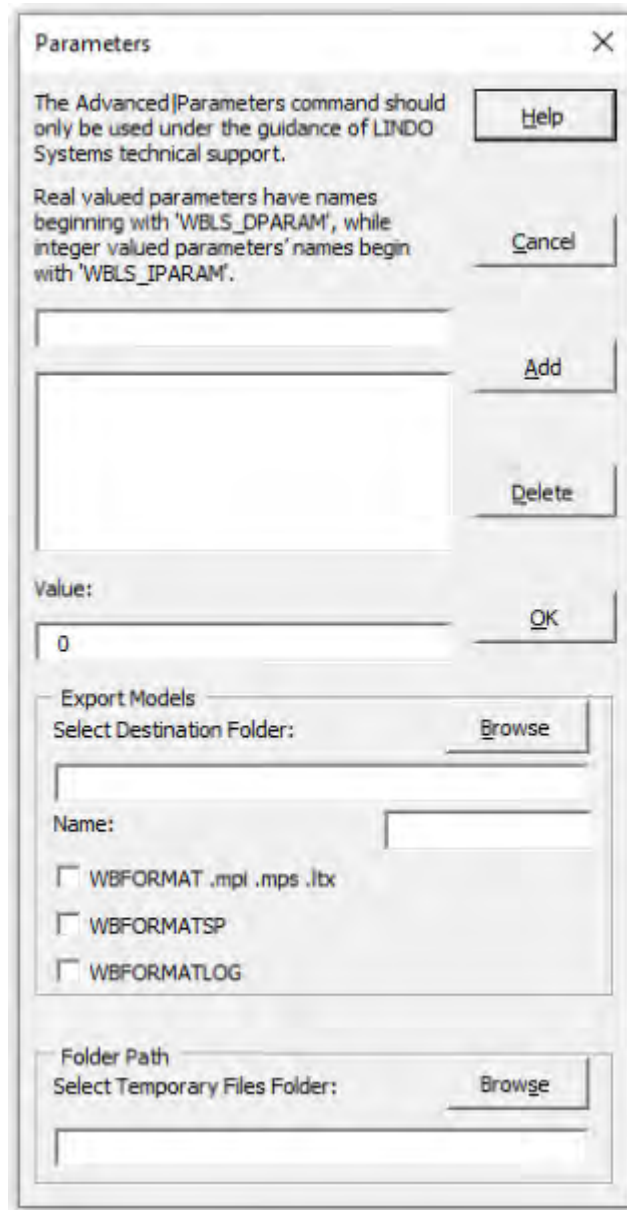 Parameters
The Advanced|Parameters command should
only be used under the guidance of LINDO
Systems technical support.
Help
Real valued parameters have names
beginning with 'WBLS_DPARAM', while
integer valued parameters' names begin
with 'WBLS_IPARAM'.
Cancel
Add
Delete
Value:
0
OK
Export Models
Select Destination Folder:
Browse
Name:
WBFORMAT .mpi .mps .ltx
WBFORMATSP
WBFORMATLOG
Folder Path
Select Temporary Files Folder:
Browse